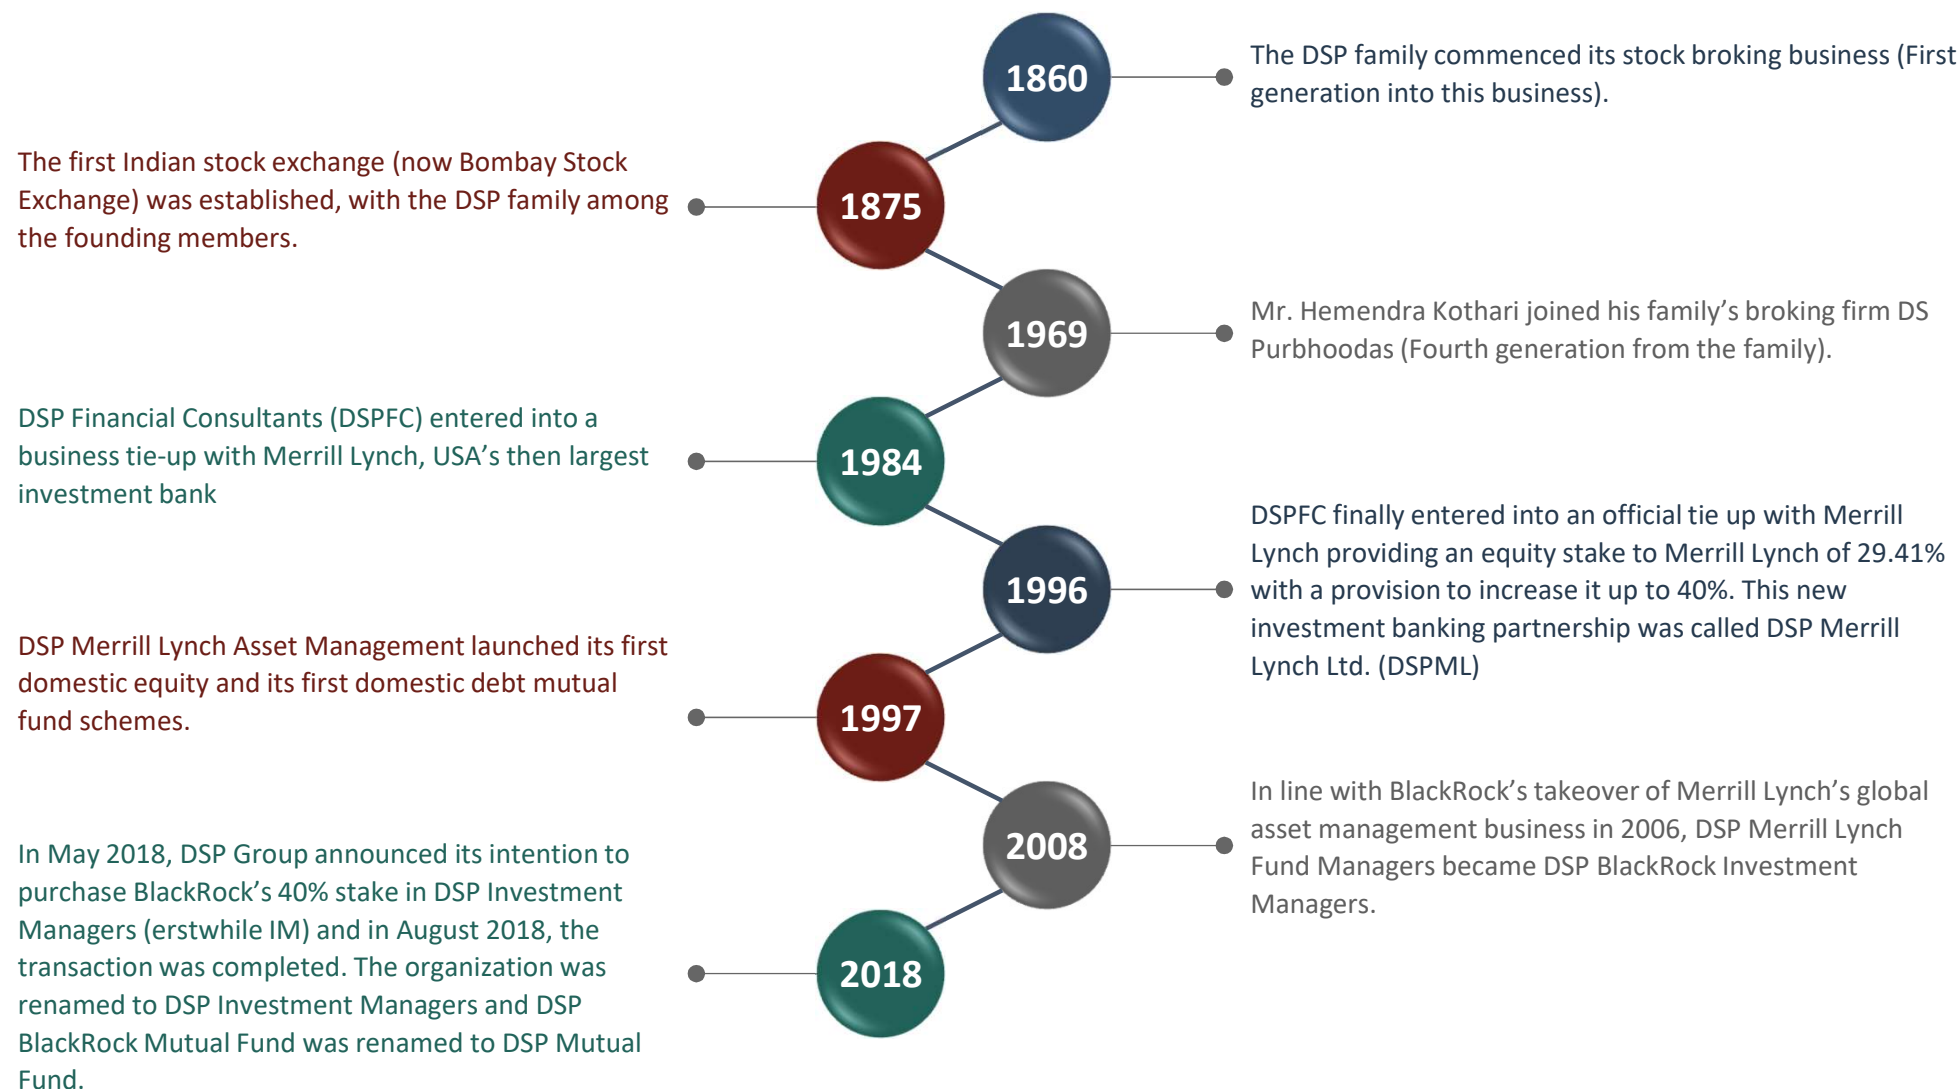 1860
The DSP family commenced its stock broking business (First
generation into this business).
The first Indian stock exchange (now Bombay Stock
Exchange) was established, with the DSP family among
the founding members.
1875
1969
Mr. Hemendra Kothari joined his family’s broking firm DS
Purbhoodas (Fourth generation from the family).
DSP Financial Consultants (DSPFC) entered into a
business tie-up with Merrill Lynch, USA’s then largest
investment bank
1984
1996
DSPFC finally entered into an official tie up with Merrill
Lynch providing an equity stake to Merrill Lynch of 29.41%
with a provision to increase it up to 40%. This new
investment banking partnership was called DSP Merrill
Lynch Ltd. (DSPML)
DSP Merrill Lynch Asset Management launched its first
domestic equity and its first domestic debt mutual
fund schemes.
1997
2008
In line with BlackRock’s takeover of Merrill Lynch’s global
asset management business in 2006, DSP Merrill Lynch
Fund Managers became DSP BlackRock Investment
Managers.
In May 2018, DSP Group announced its intention to
purchase BlackRock’s 40% stake in DSP Investment
Managers (erstwhile IM) and in August 2018, the
transaction was completed. The organization was
renamed to DSP Investment Managers and DSP
BlackRock Mutual Fund was renamed to DSP Mutual
Fund.
2018